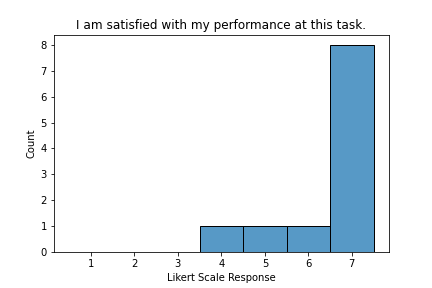 I am satisfied with my performance at this task.
8
7
6
5
4
3
2
1
0
Count
1 2 3 4 5 6 7
Likert Scale Response